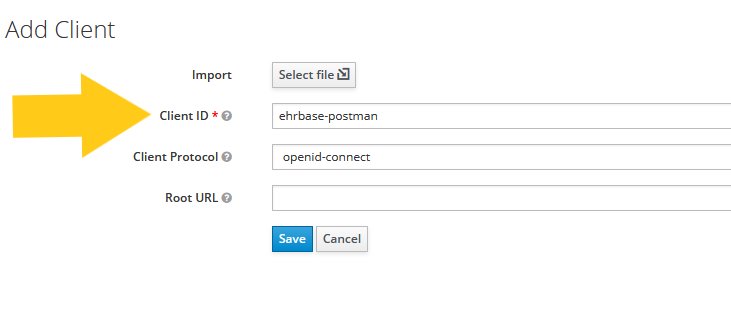 Add Client
Import Select file
Client ID * ehrbase-postman
Client Protocol openid-connect
Root URL
Save Cancel